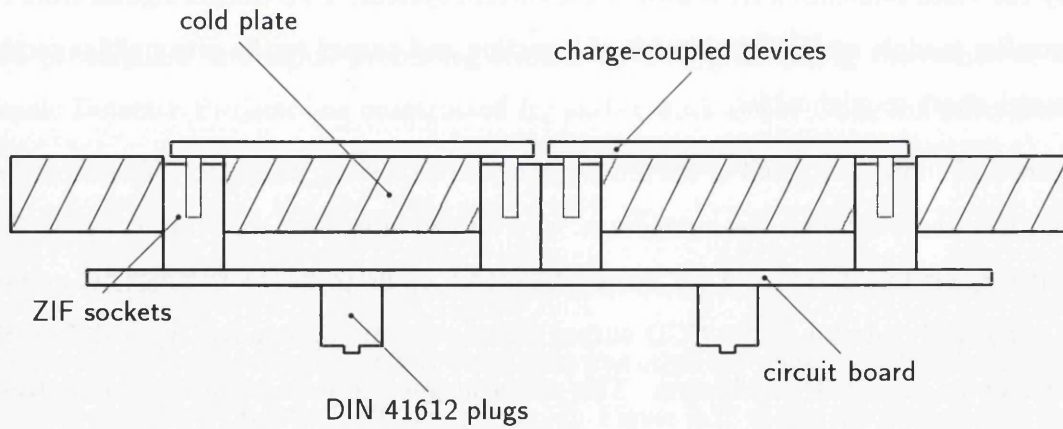 cold plate
charge-coupled devices
ZIF sockets
circuit board
DIN 41612 plugs